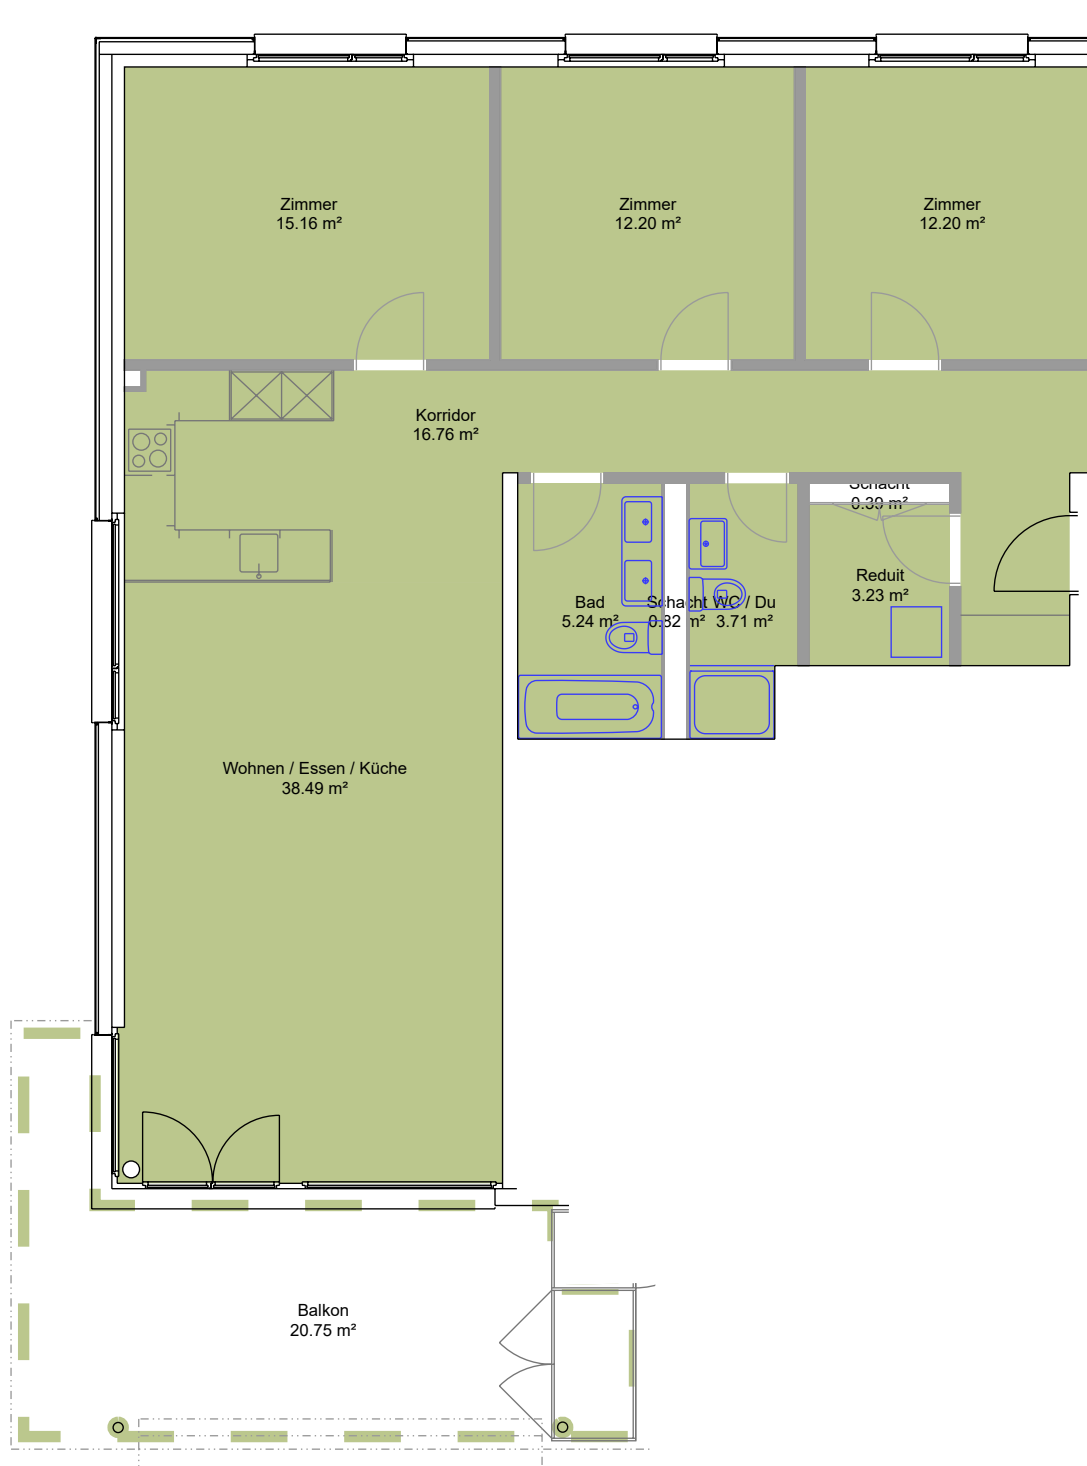 Zimmer
15.16 m²
Zimmer
12.20 m²
Zimmer
12.20 m²
Korridor
16.76 m²
Schacht
0.39 m²
Reduit
3.23 m²
Bad
5.24 m²
Schacht
0.82 m²
WC / Du
3.71 m²
Wohnen / Essen / Küche
38.49 m²
Balkon
20.75 m²